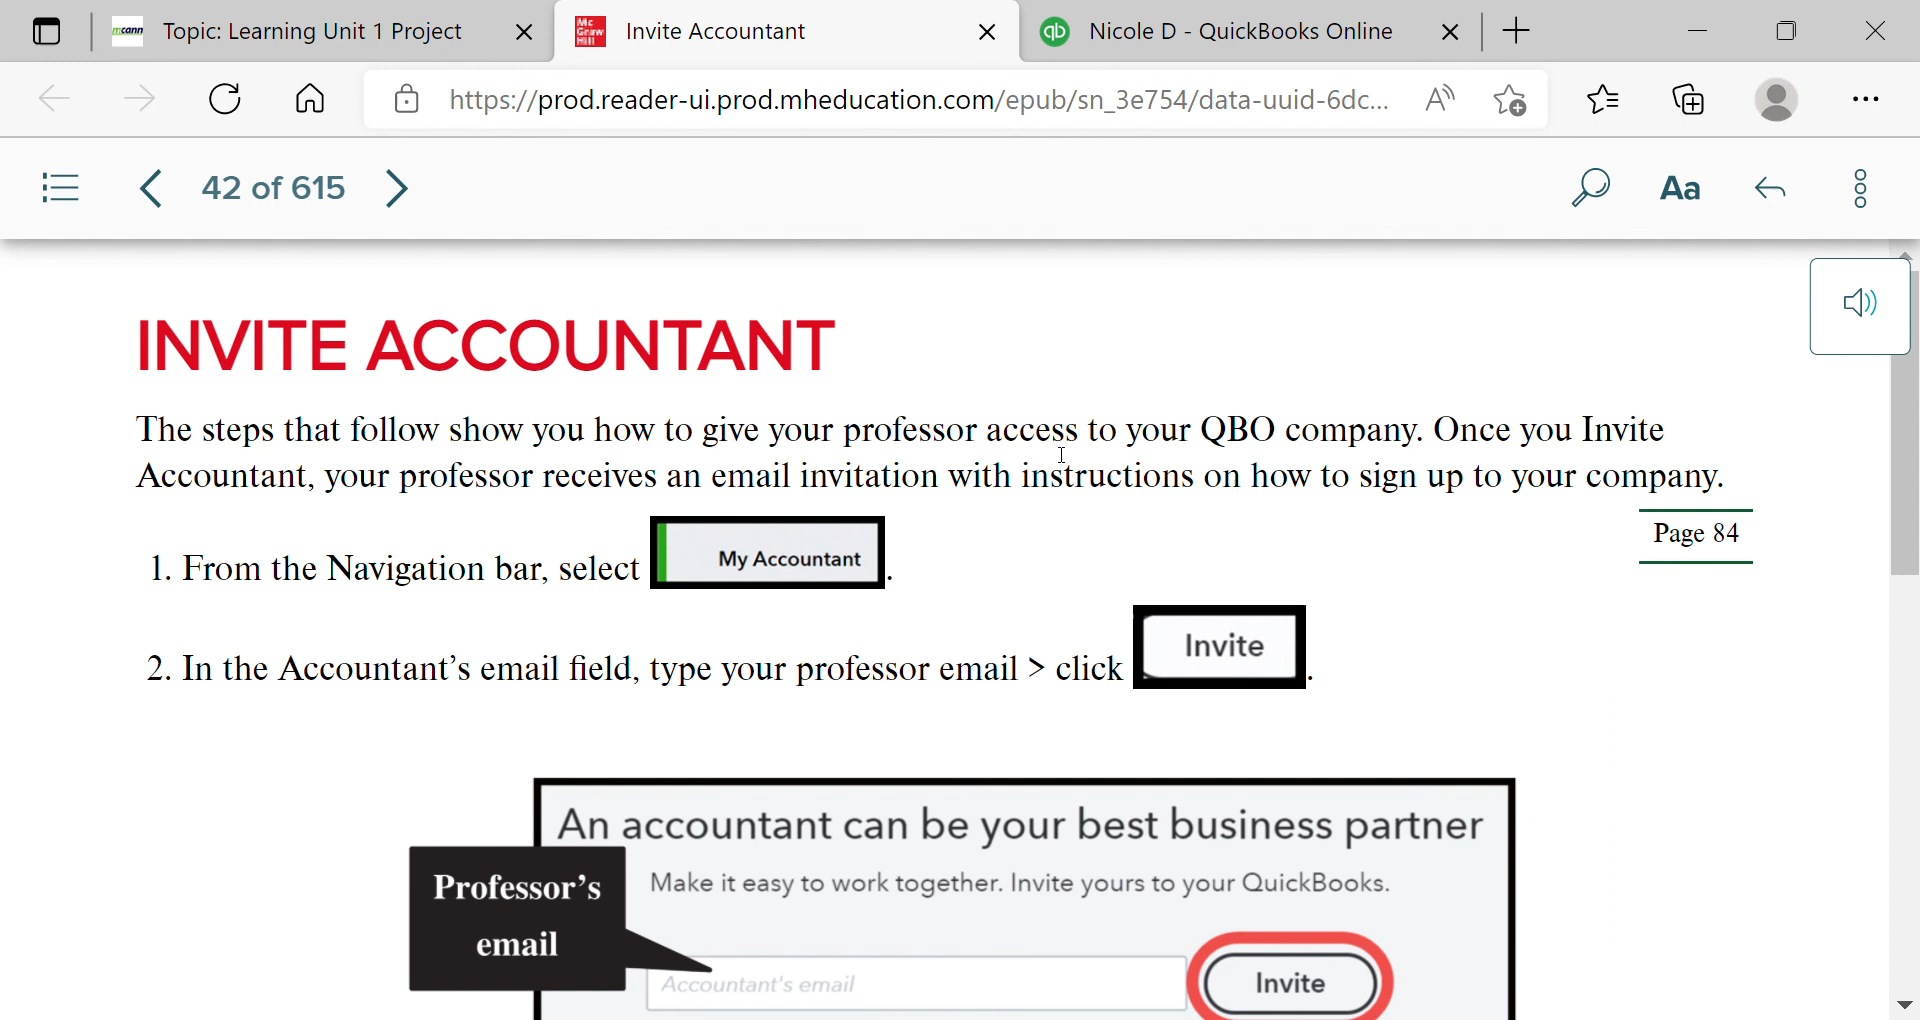 mcann Topic: Learning Unit 1 Project
Mc Graw Hill Invite Accountant
qb Nicole D - QuickBooks Online
https://prod.reader-ui.prod.mheducation.com/epub/sn_3e754/data-uuid-6dc...
42 of 615
Aa
INVITE ACCOUNTANT
The steps that follow show you how to give your professor access to your QBO company. Once you Invite
Accountant, your professor receives an email invitation with instructions on how to sign up to your company.
Page 84
1. From the Navigation bar, select My Accountant.
2. In the Accountant’s email field, type your professor email > click Invite.
An accountant can be your best business partner
Make it easy to work together. Invite yours to your QuickBooks.
Professor’s
email
Accountant's email
Invite